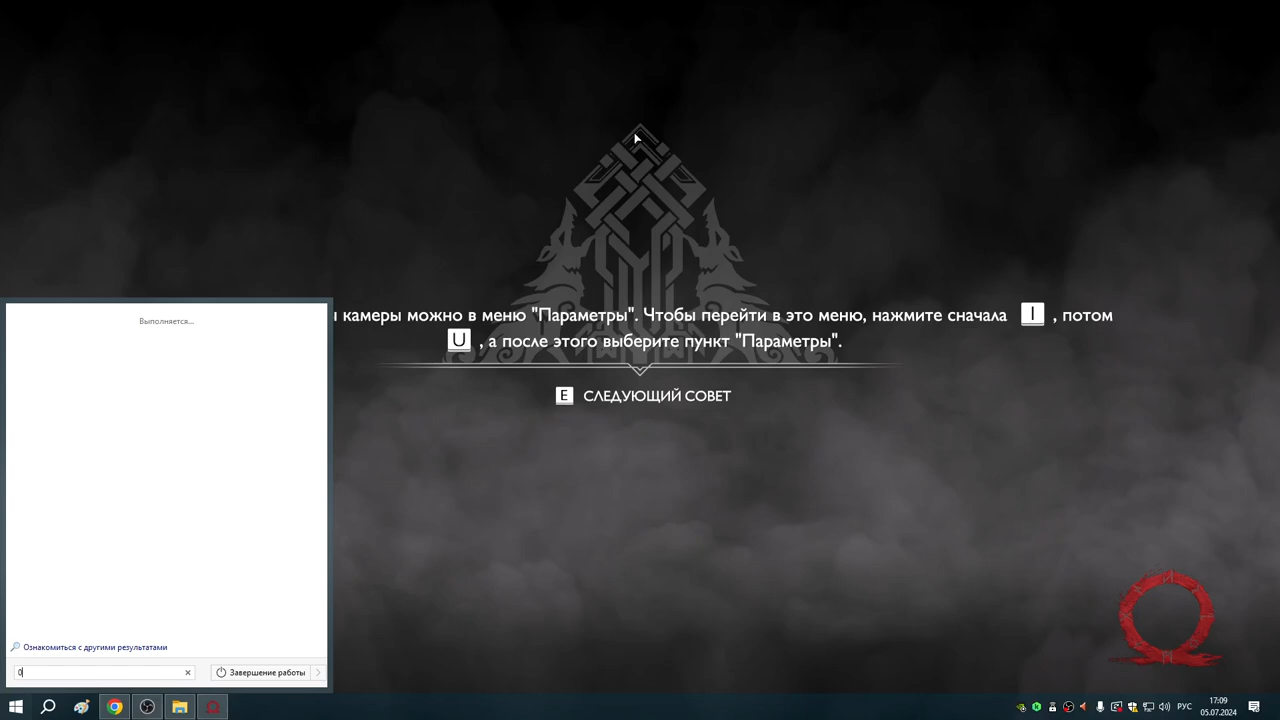 камеры можно в меню "Параметры". Чтобы перейти в это меню, нажмите сначала I , потом
U , а после этого выберите пункт "Параметры".
E СЛЕДУЮЩИЙ СОВЕТ
Выполняется...
Ознакомиться с другими результатами
0
Завершение работы
РУС
17:09
05.07.2024